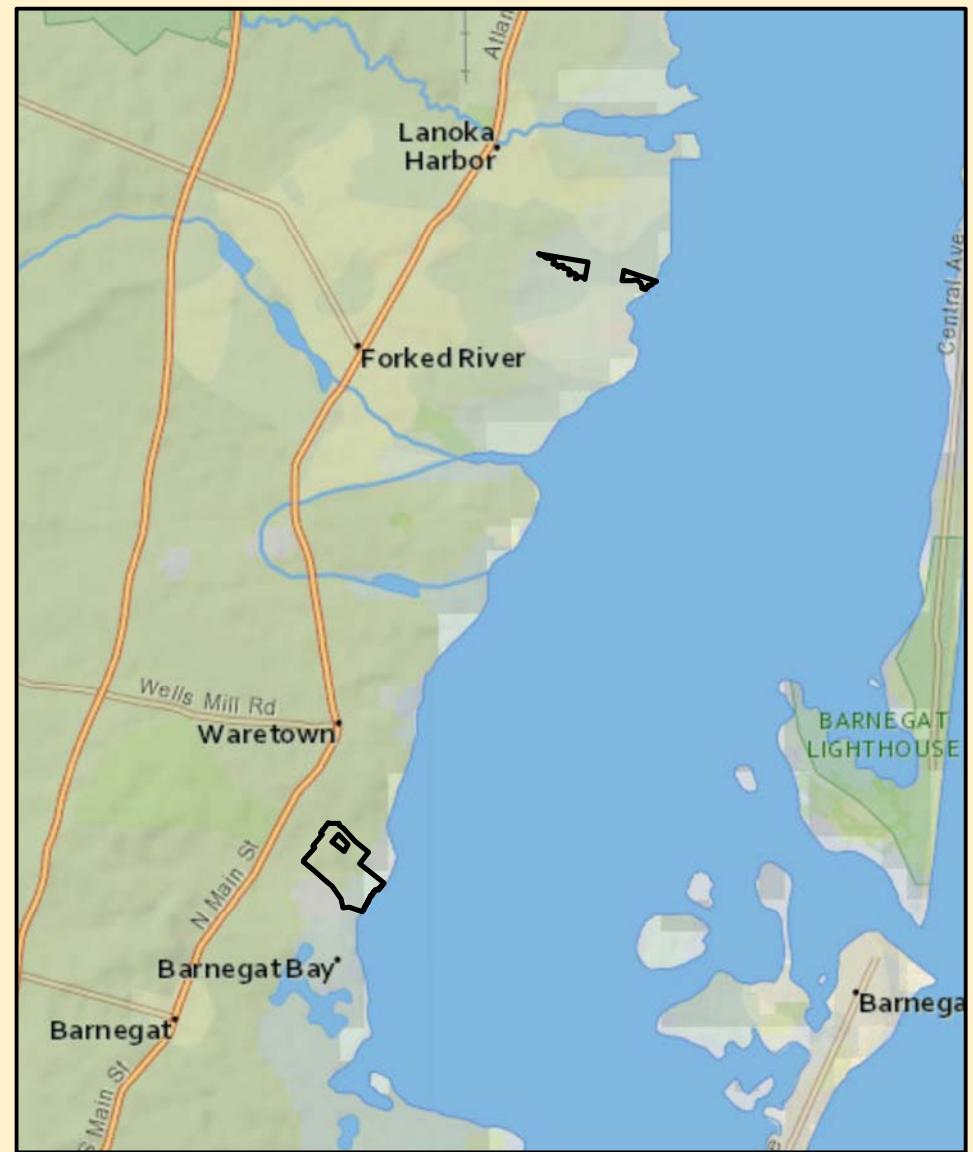 Atlan
Lanoka
Harbor
Central Ave
Forked River
Wells Mill Rd
Waretown
BARNEGAT
LIGHTHOUSE
N Main St
Barnegat Bay
Barnega
Barnegat
S Main St